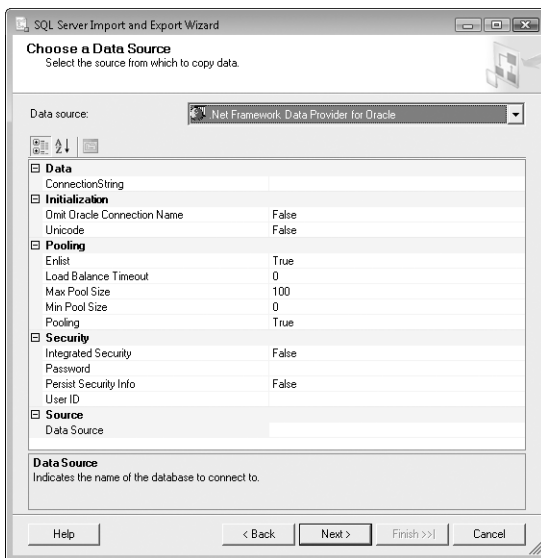 SQL Server Import and Export Wizard
Choose a Data Source
Select the source from which to copy data.
Data source: .Net Framework Data Provider for Oracle
Data
ConnectionString
Initialization
Omit Oracle Connection Name False
Unicode False
Pooling
Enlist True
Load Balance Timeout 0
Max Pool Size 100
Min Pool Size 0
Pooling True
Security
Integrated Security False
Password
Persist Security Info False
User ID
Source
Data Source
Data Source
Indicates the name of the database to connect to.
Help < Back Next > Finish >>| Cancel